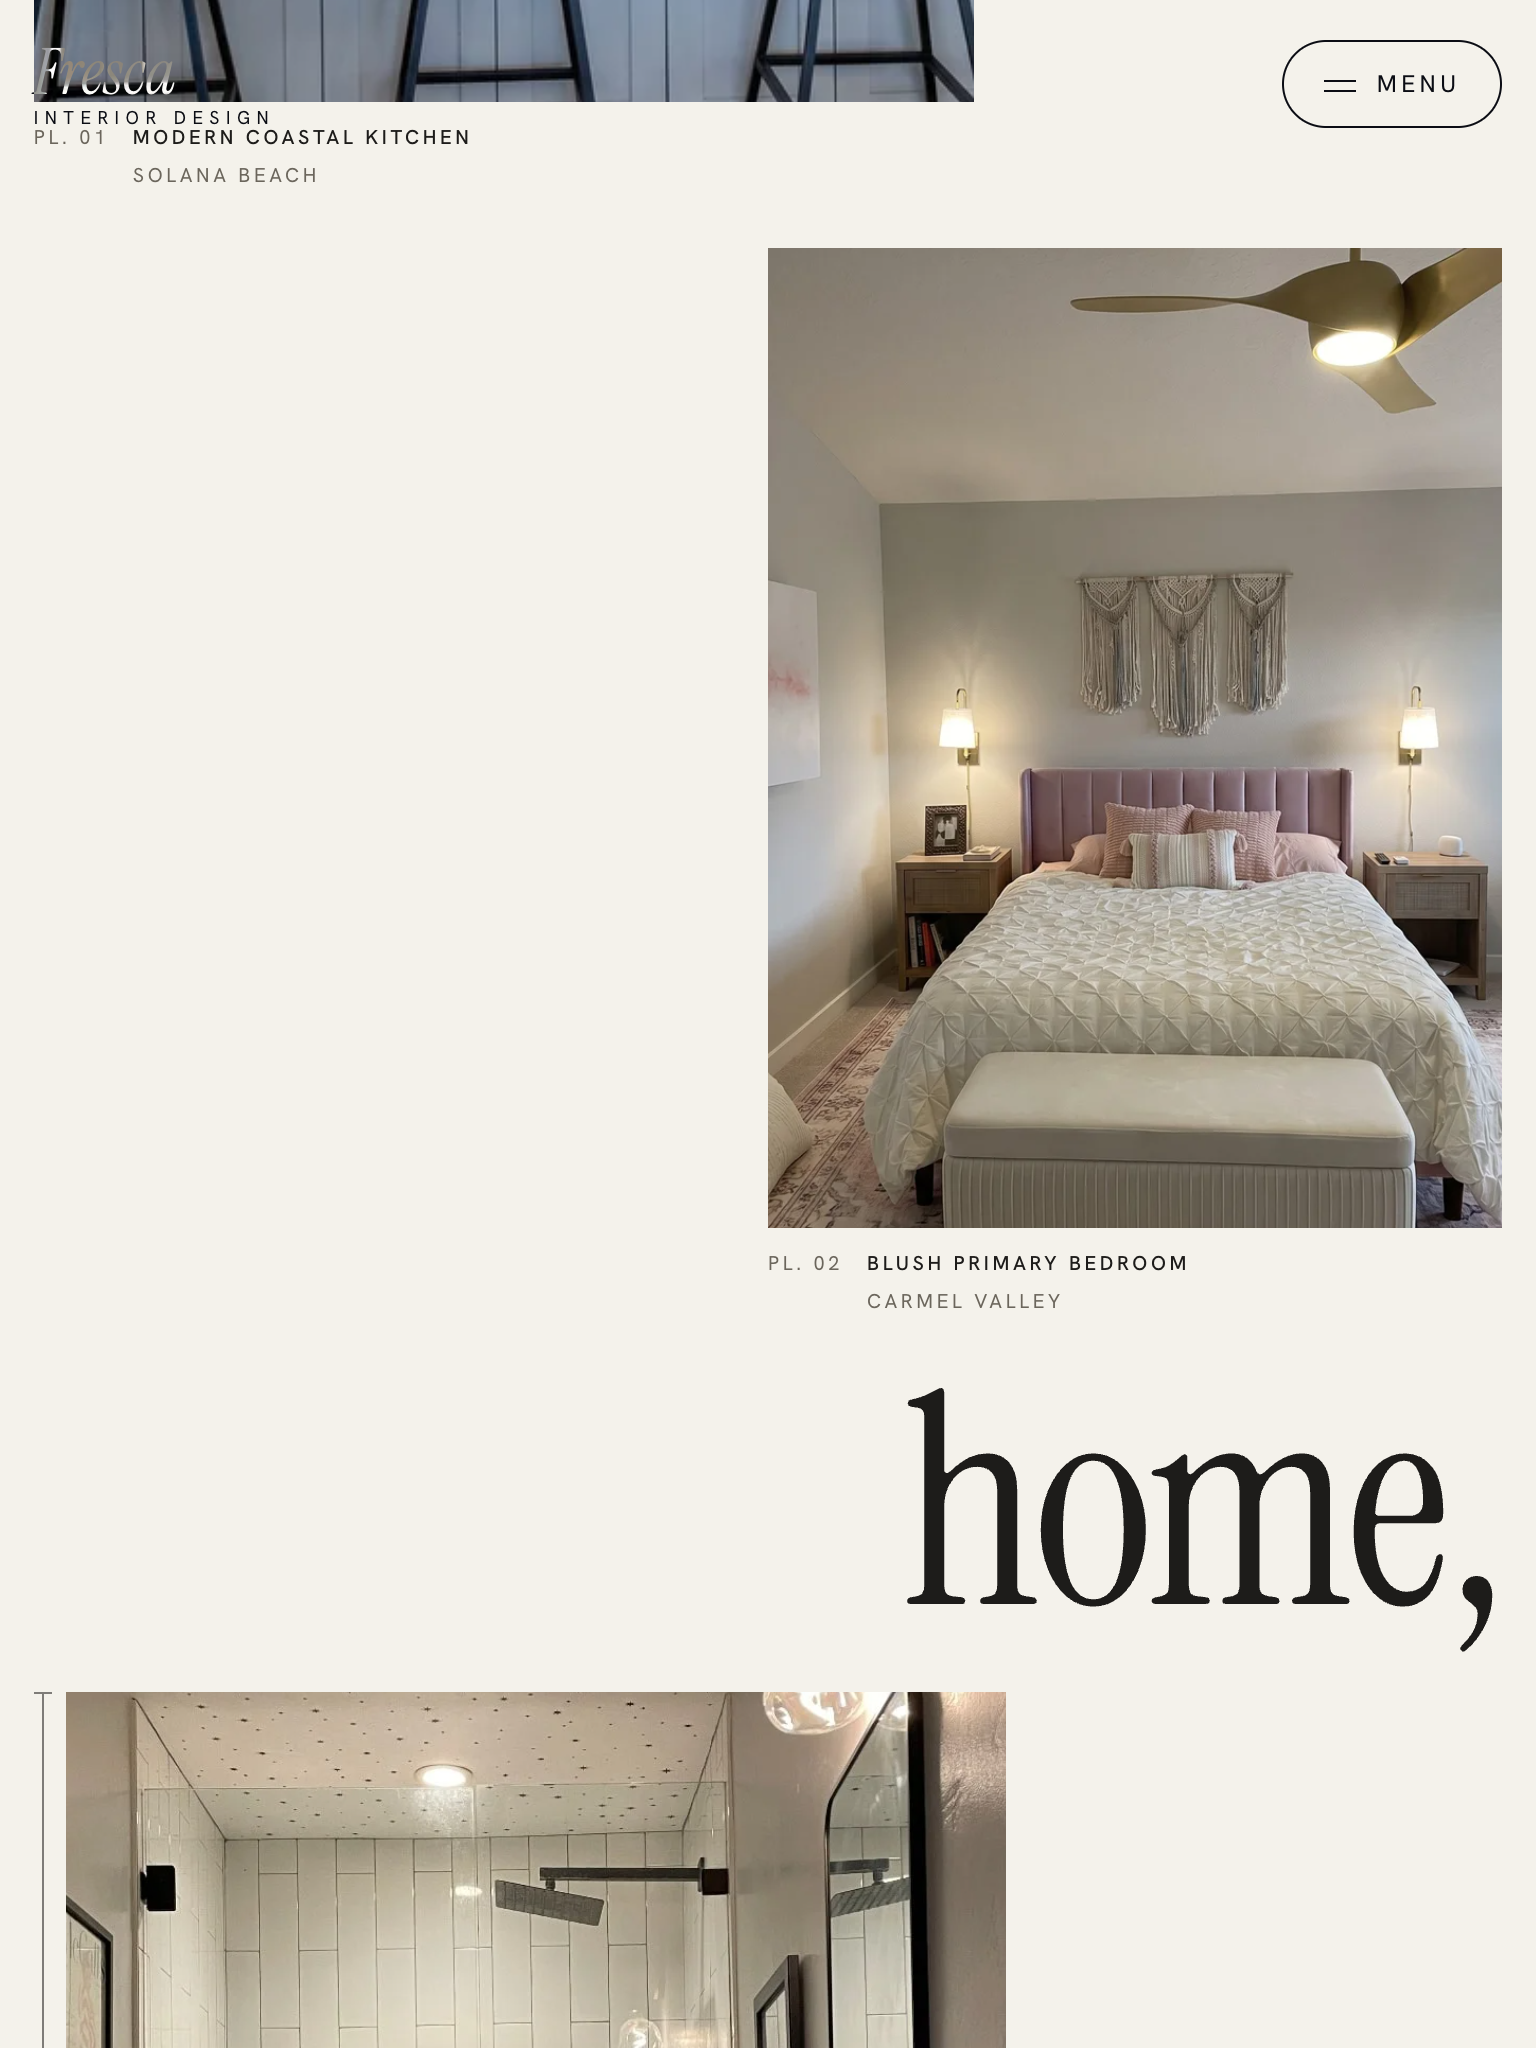 Fresca
INTERIOR DESIGN
MENU
PL. 01 MODERN COASTAL KITCHEN
SOLANA BEACH
PL. 02 BLUSH PRIMARY BEDROOM
CARMEL VALLEY
home,